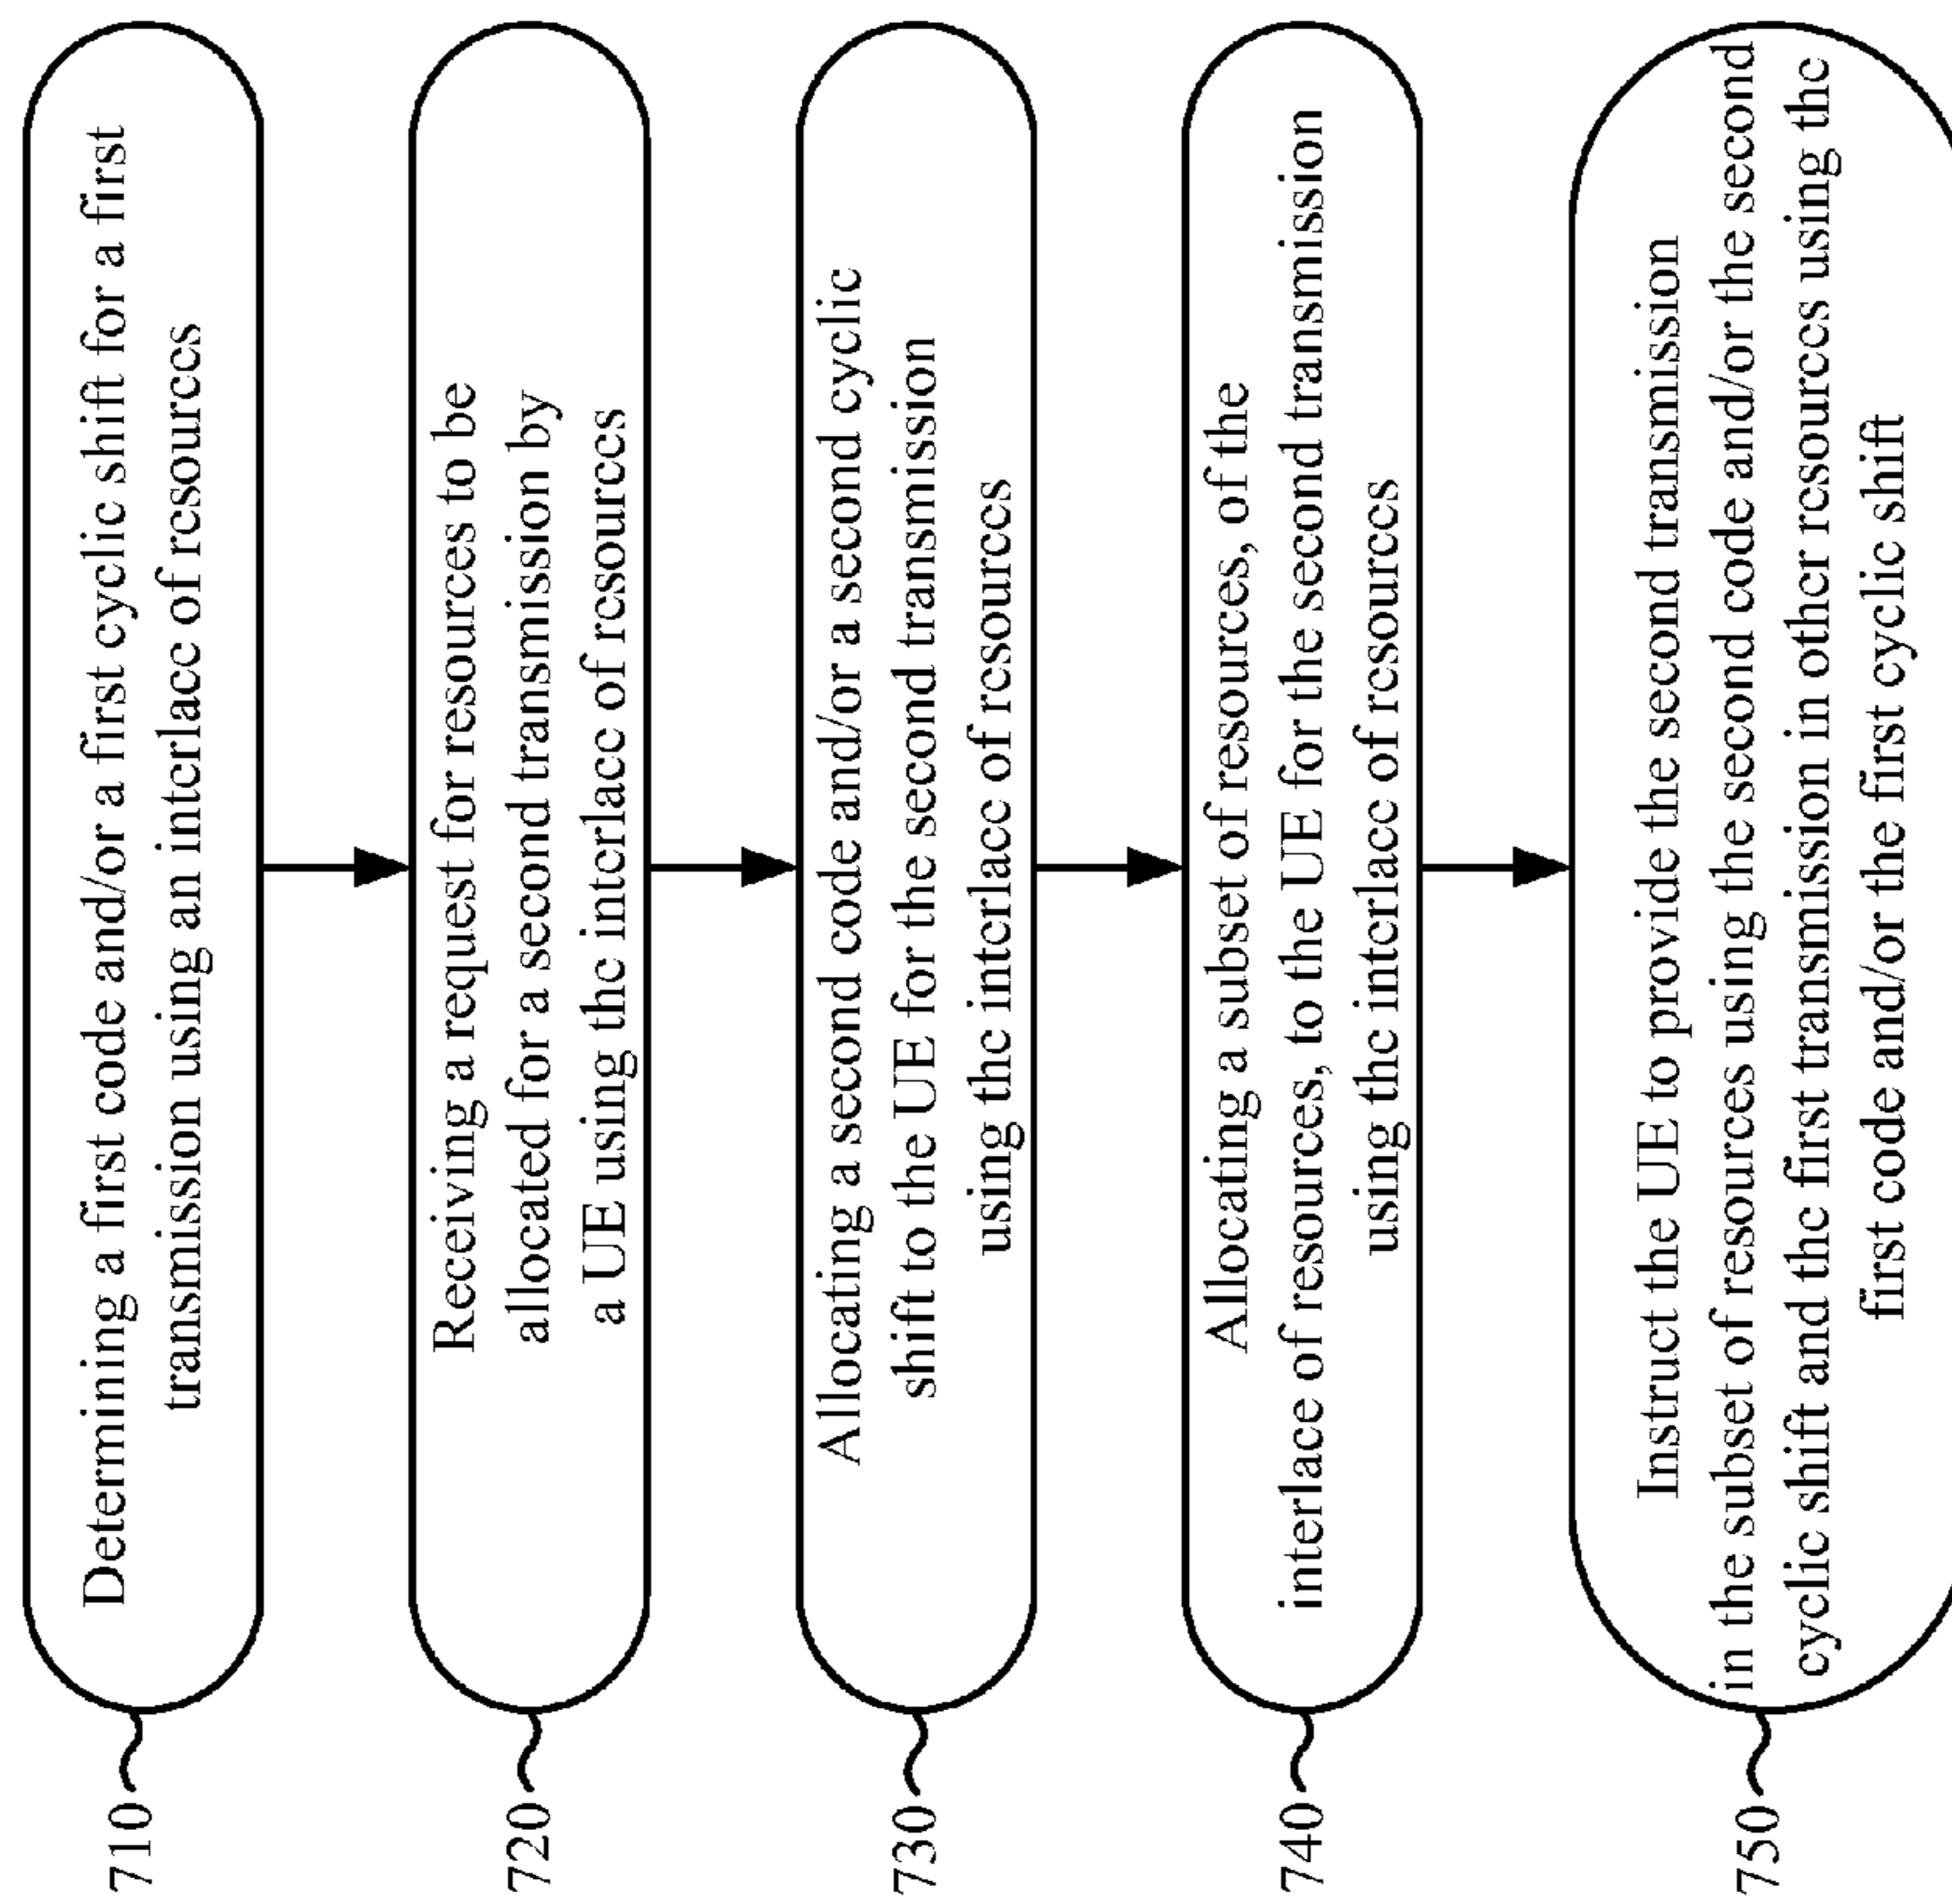 710
Determining a first code and/or a first cyclic shift for a first
transmission using an interlace of resources
720
Receiving a request for resources to be
allocated for a second transmission by
a UE using the interlace of resources
730
Allocating a second code and/or a second cyclic
shift to the UE for the second transmission
using the interlace of resources
740
Allocating a subset of resources, of the
interlace of resources, to the UE for the second transmission
using the interlace of resources
750
Instruct the UE to provide the second transmission
in the subset of resources using the second code and/or the second
cyclic shift and the first transmission in other resources using the
first code and/or the first cyclic shift